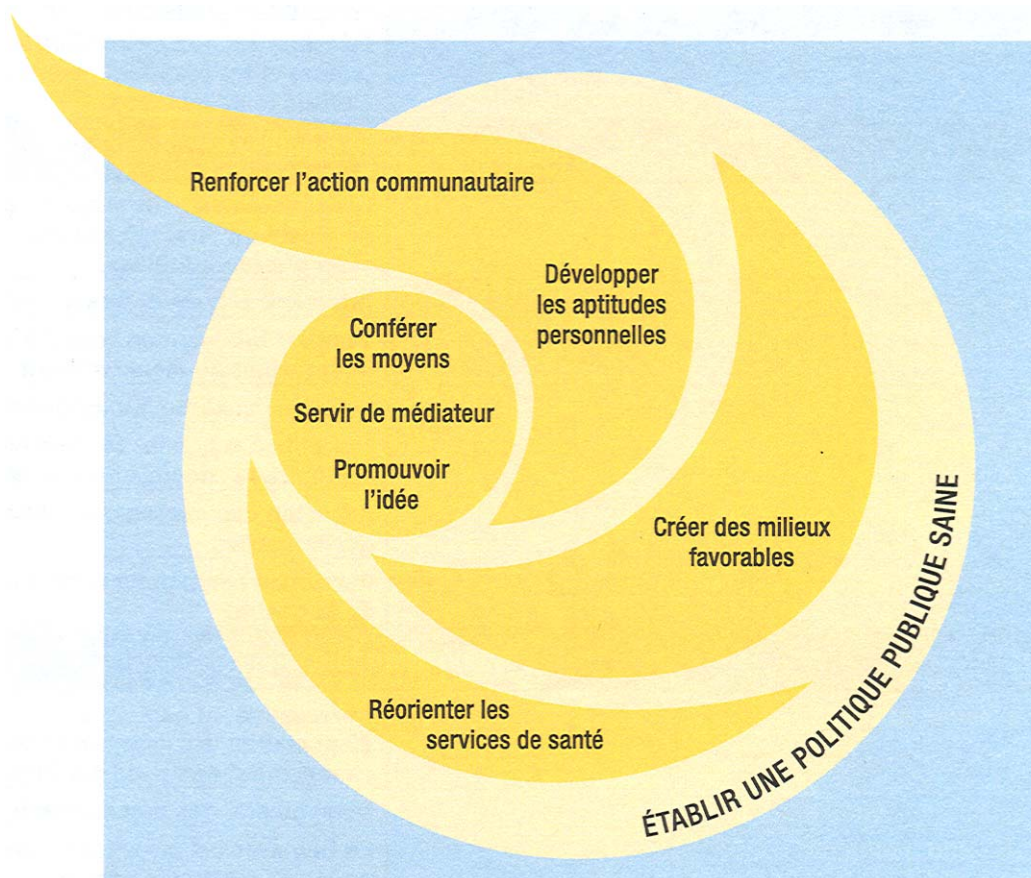 Renforcer l'action communautaire
Développer
les aptitudes
personnelles
Conférer
les moyens
Servir de médiateur
Promouvoir
l'idée
Créer des milieux
favorables
Réorienter les
services de santé
ÉTABLIR UNE POLITIQUE PUBLIQUE SAINE